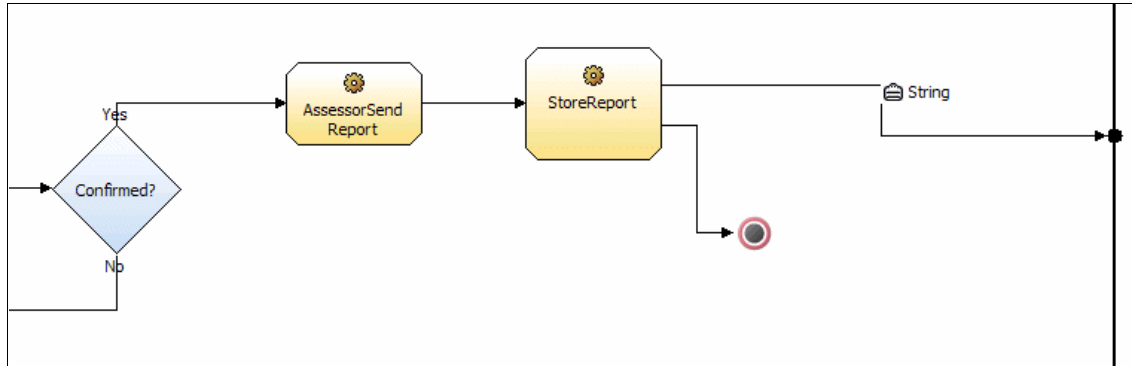 Yes
Confirmed?
No
AssessorSend
Report
StoreReport
String